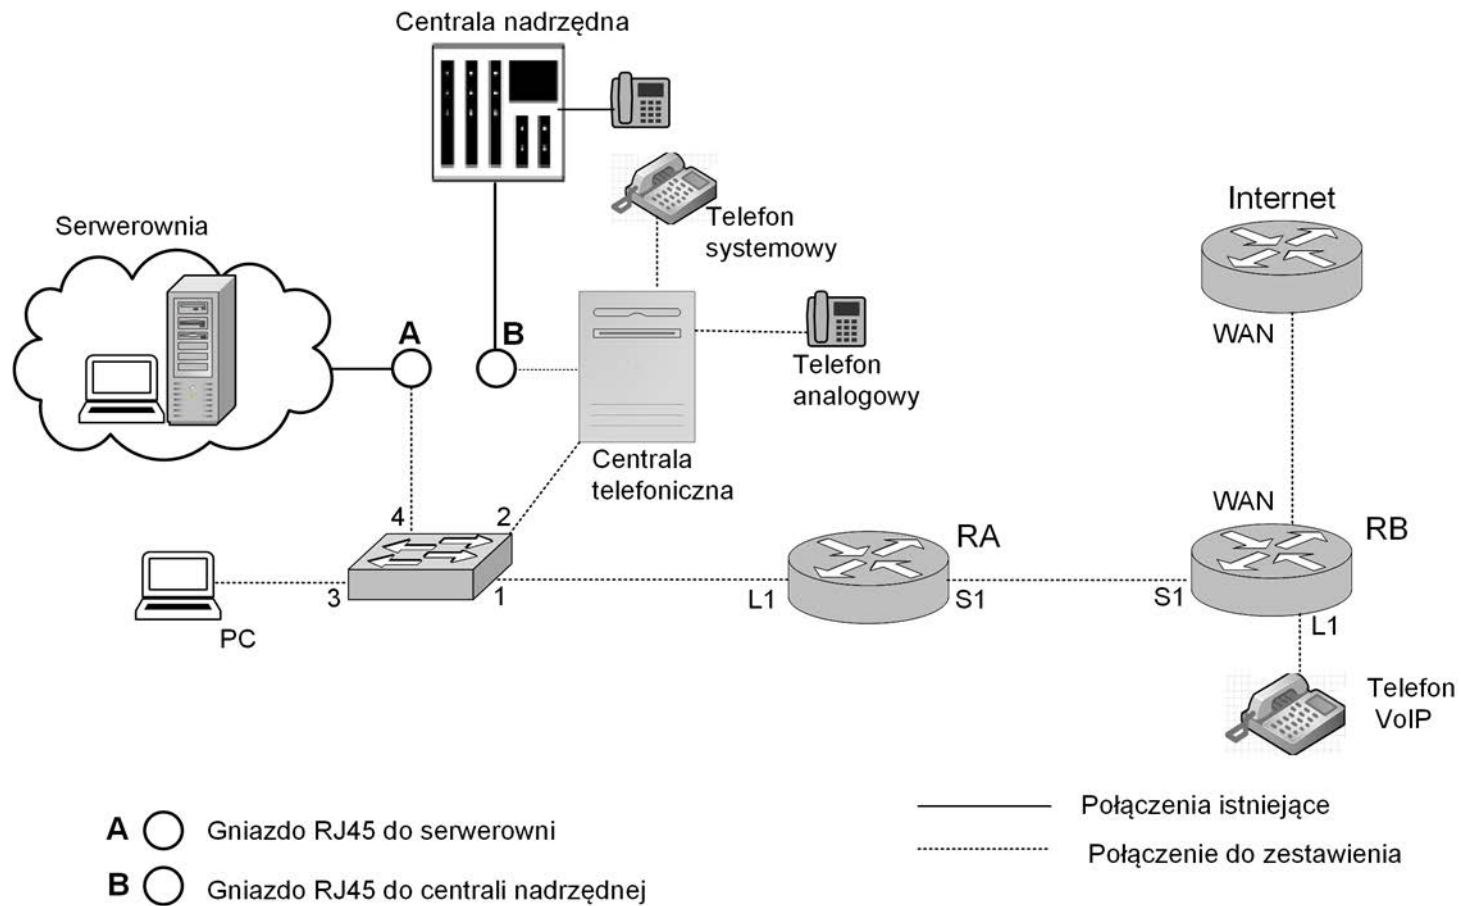 Centrala nadrzędna
Serwerownia
Telefon
systemowy
Internet
WAN
A
B
Telefon
analogowy
Centrala
telefoniczna
WAN
RB
4
2
RA
3
1
L1
S1
S1
L1
PC
Telefon
VoIP
A Gniazdo RJ45 do serwerowni
B Gniazdo RJ45 do centrali nadrzędnej
Połączenia istniejące
Połączenie do zestawienia